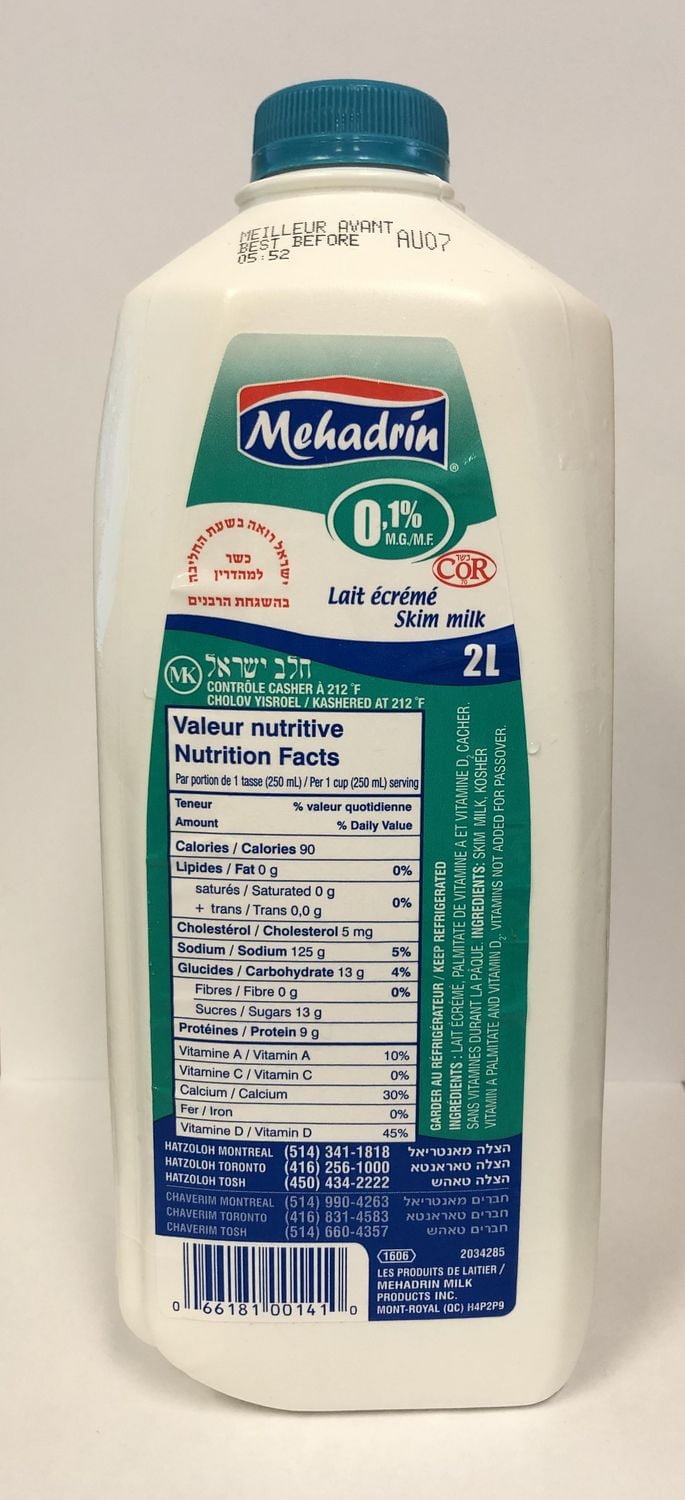 MEILLEUR AVANT
BEST BEFORE AU07
05:52
Mehadrin
®
0,1%
M.G./M.F.
ישראל רואה בשעת החליבה
כשר
למהדרין
בהשגחת הרבנים
כשר
COR
Lait écrémé
Skim milk
2L
MK
חלב ישראל
CONTRÔLE CASHER À 212 °F
CHOLOV YISROEL / KASHERED AT 212 °F
Valeur nutritive
Nutrition Facts
Par portion de 1 tasse (250 mL) / Per 1 cup (250 mL) serving
Teneur % valeur quotidienne
Amount % Daily Value
Calories / Calories 90
Lipides / Fat 0 g 0%
saturés / Saturated 0 g
+ trans / Trans 0,0 g 0%
Cholestérol / Cholesterol 5 mg
Sodium / Sodium 125 g 5%
Glucides / Carbohydrate 13 g 4%
Fibres / Fibre 0 g 0%
Sucres / Sugars 13 g
Protéines / Protein 9 g
Vitamine A / Vitamin A 10%
Vitamine C / Vitamin C 0%
Calcium / Calcium 30%
Fer / Iron 0%
Vitamine D / Vitamin D 45%
GARDER AU RÉFRIGÉRATEUR / KEEP REFRIGERATED
INGRÉDIENTS : LAIT ÉCRÉMÉ, PALMITATE DE VITAMINE A ET VITAMINE D₂ CACHER.
SANS VITAMINES DURANT LA PÂQUE. INGREDIENTS: SKIM MILK, KOSHER
VITAMIN A PALMITATE AND VITAMIN D₂. VITAMINS NOT ADDED FOR PASSOVER.
HATZOLOH MONTREAL (514) 341-1818 הצלה מאנטריאל
HATZOLOH TORONTO (416) 256-1000 הצלה טאראנטא
HATZOLOH TOSH (450) 434-2222 הצלה טאהש
CHAVERIM MONTREAL (514) 990-4263 חברים מאנטריאל
CHAVERIM TORONTO (416) 831-4583 חברים טאראנטא
CHAVERIM TOSH (514) 660-4357 חברים טאהש
1606 2034285
LES PRODUITS DE LAITIER /
MEHADRIN MILK
PRODUCTS INC.
MONT-ROYAL (QC) H4P2P9
0 66181 00141 0